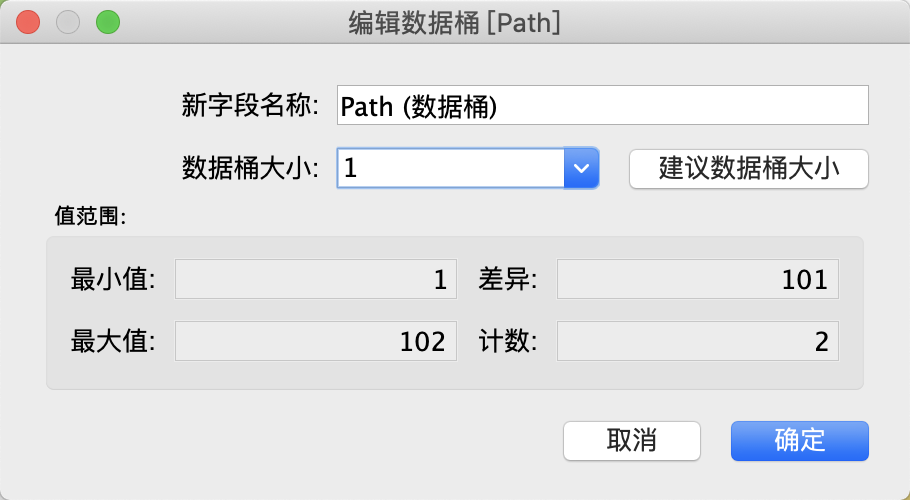 编辑数据桶 [Path]
新字段名称: Path (数据桶)
数据桶大小: 1 建议数据桶大小
值范围:
最小值: 1 差异: 101
最大值: 102 计数: 2
取消 确定